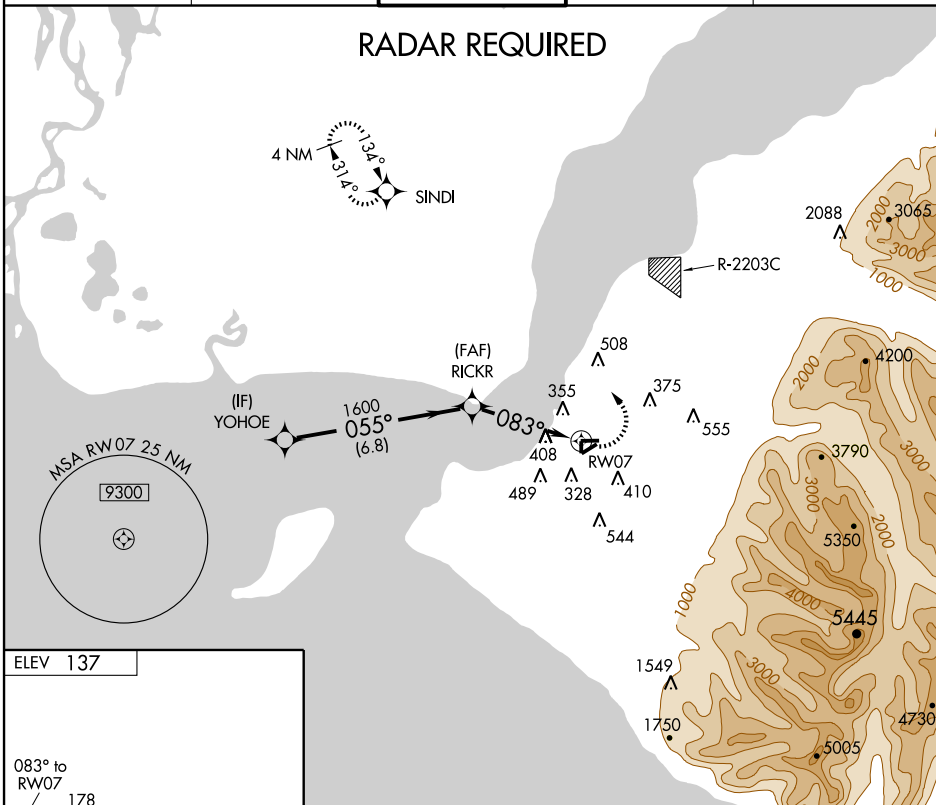 RADAR REQUIRED
4 NM
134°
314°
SINDI
2088
3065
2000
3000
1000
R-2203C
(FAF)
RICKR
508
4200
2000
(IF)
YOHOE
1600
055°
(6.8)
083°
355
375
555
408
RW07
489
328
410
544
3000
3790
3000
2000
5350
MSA RW07 25 NM
9300
1000
4000
5445
ELEV 137
1549
3000
1750
4730
5005
083° to
RW07
178